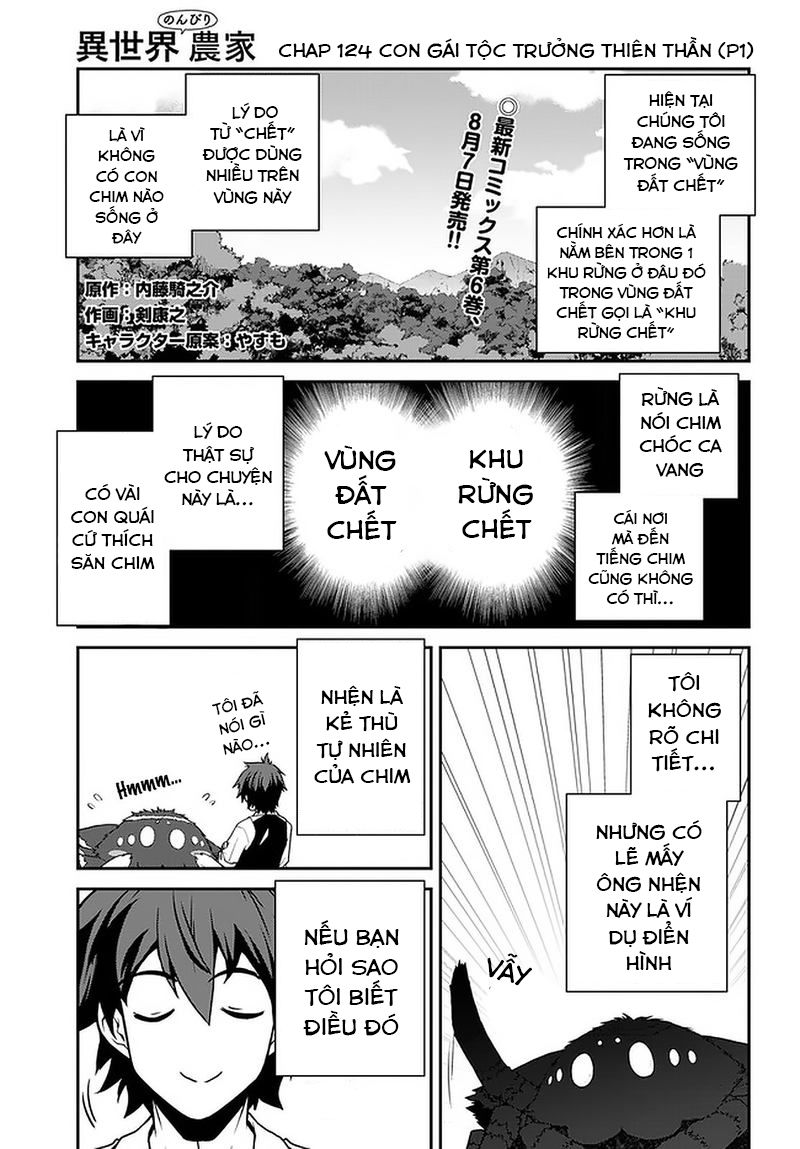 異世界 農家
のんびり
CHAP 124 CON GÁI TỘC TRƯỞNG THIÊN THẦN (P1)
HIỆN TẠI
CHÚNG TÔI
ĐANG SỐNG
TRONG "VÙNG
ĐẤT CHẾT"
CHÍNH XÁC HƠN LÀ
NẰM BÊN TRONG 1
KHU RỪNG Ở ĐÂU ĐÓ
TRONG VÙNG ĐẤT
CHẾT GỌI LÀ "KHU
RỪNG CHẾT"
◎最新コミックス第6巻、
8月7日発売!!
LÝ DO
TỪ "CHẾT"
ĐƯỢC DÙNG
NHIỀU TRÊN
VÙNG NÀY
LÀ VÌ
KHÔNG
CÓ CON
CHIM NÀO
SỐNG Ở
ĐÂY
原作：内藤騎之介
作画：剣康之
キャラクター原案：やすも
RỪNG LÀ
NÓI CHIM
CHÓC CA
VANG
CÁI NƠI
MÀ ĐẾN
TIẾNG CHIM
CŨNG KHÔNG
CÓ THÌ...
KHU
RỪNG
CHẾT
VÙNG
ĐẤT
CHẾT
LÝ DO
THẬT SỰ
CHO CHUYỆN
NÀY LÀ...
CÓ VÀI
CON QUÁI
CỨ THÍCH
SĂN CHIM
TÔI
KHÔNG
RÕ CHI
TIẾT...
NHƯNG CÓ
LẼ MẤY
ÔNG NHỆN
NÀY LÀ VÍ
DỤ ĐIỂN
HÌNH
VẪY
NHỆN LÀ
KẺ THÙ
TỰ NHIÊN
CỦA CHIM
TÔI ĐÃ
NÓI GÌ
NÀO...
Hmmm...
NẾU BẠN
HỎI SAO
TÔI BIẾT
ĐIỀU ĐÓ